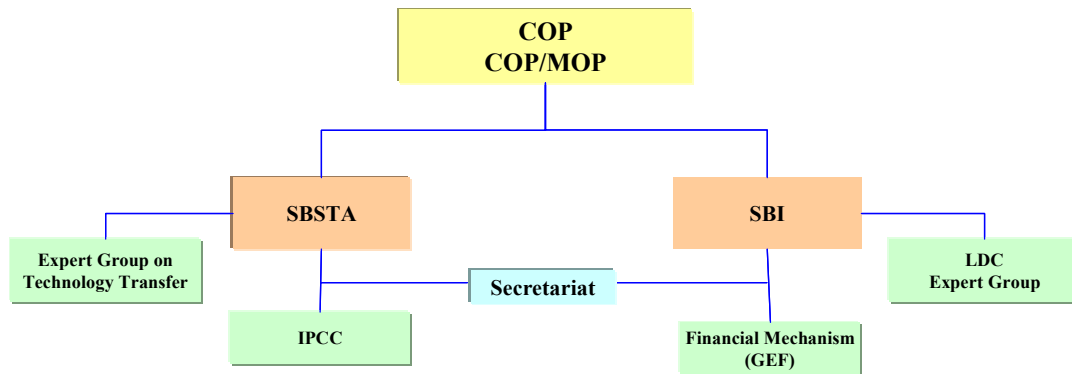 COP
COP/MOP
SBSTA
SBI
Expert Group on
Technology Transfer
LDC
Expert Group
Secretariat
IPCC
Financial Mechanism
(GEF)